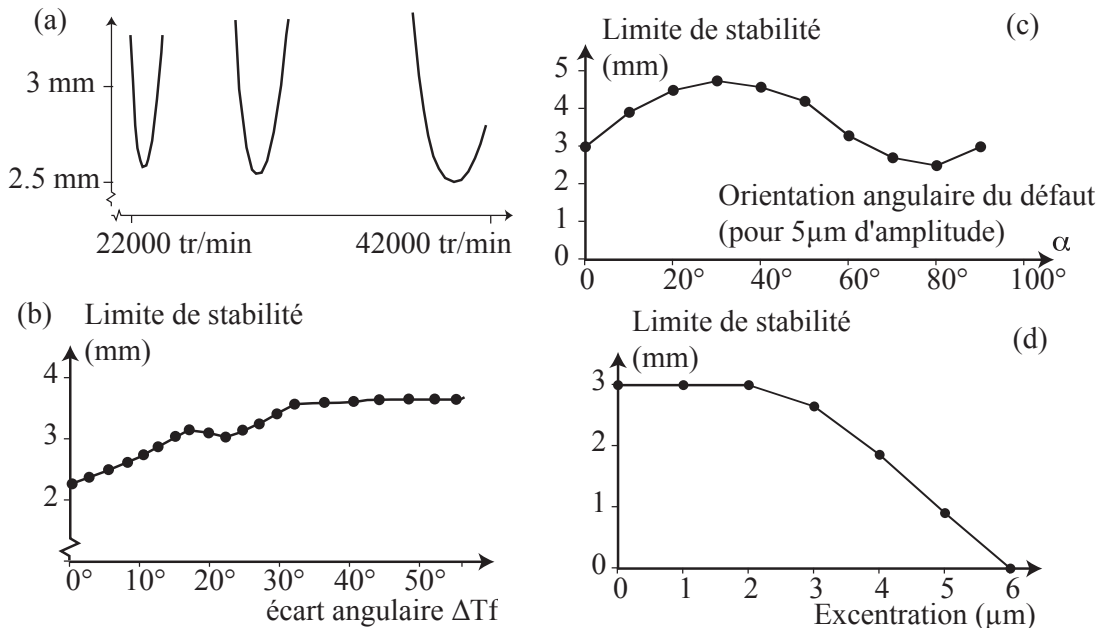 (a)
3 mm
2.5 mm
22000 tr/min
42000 tr/min
(b)
Limite de stabilité
(mm)
4
3
2
0°
10°
20°
30°
40°
50°
écart angulaire ΔTf
Limite de stabilité
(mm)
(c)
5
4
3
2
1
0
Orientation angulaire du défaut
(pour 5µm d'amplitude)
α
0
20°
40°
60°
80°
100°
Limite de stabilité
(mm)
(d)
3
2
1
0
0
1
2
3
4
5
6
Excentration (µm)